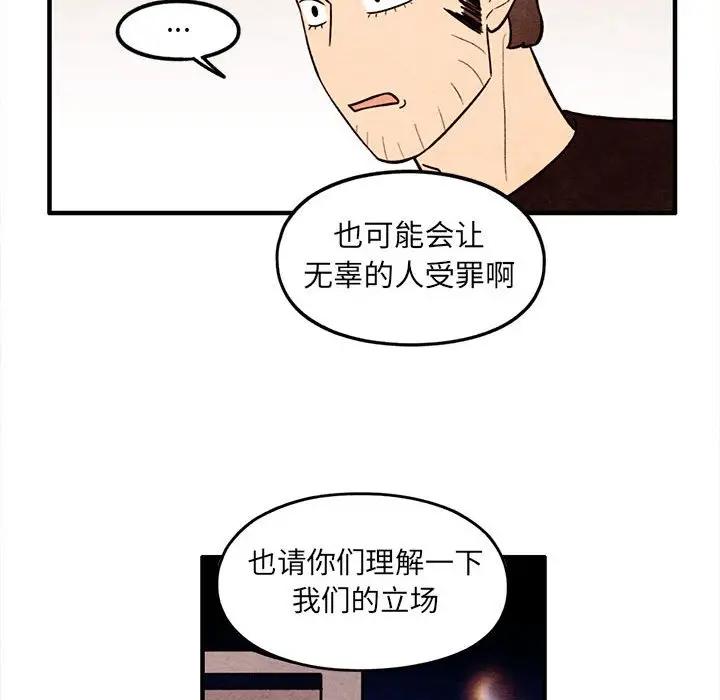 ...
也可能会让
无辜的人受罪啊
也请你们理解一下
我们的立场